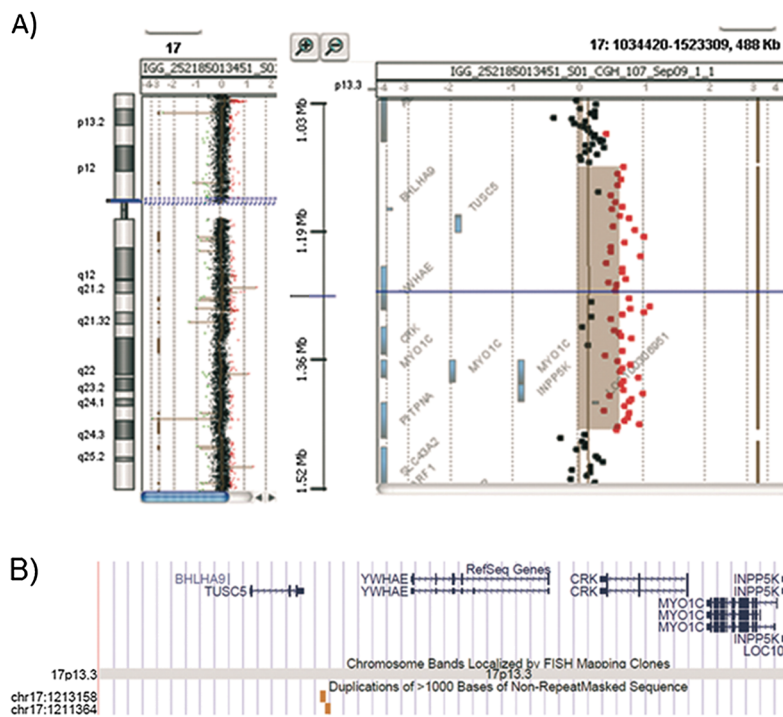 A)
17
17: 1034420-1523309, 488 Kb
IGG_252185013451_S0
p13.3
IGG_252185013451_S01_CGH_107_Sep09_1_1
-4 -3 -2 -1 0 1 2
-4 -3 -2 -1 0 1 2 3 4
p13.2
p12
q12
q21.2
q21.32
q22
q23.2
q24.1
q24.3
q25.2
1.03 Mb
1.19 Mb
1.36 Mb
1.52 Mb
BHLHA9
TUSC5
YWHAE
CRK
MYO1C
MYO1C
MYO1C
INPP5K
PITPNA
SLC43A2
B)
RefSeq Genes
BHLHA9 YWHAE CRK INPP5K
TUSC5 YWHAE CRK INPP5K
MYO1C
MYO1C
MYO1C
INPP5K
LOC10
Chromosome Bands Localized by FISH Mapping Clones
17p13.3 17p13.3
Duplications of >1000 Bases of Non-RepeatMasked Sequence
chr17:1213158
chr17:1211364